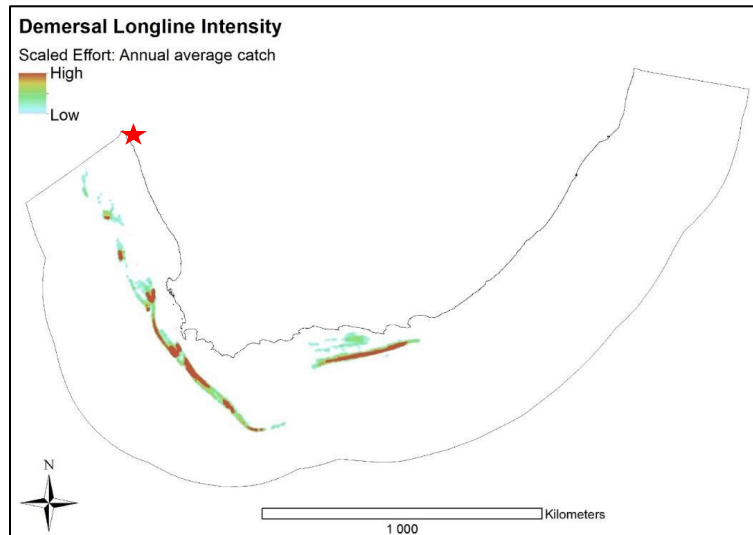 Demersal Longline Intensity
Scaled Effort: Annual average catch
High
Low
N
Kilometers
1 000